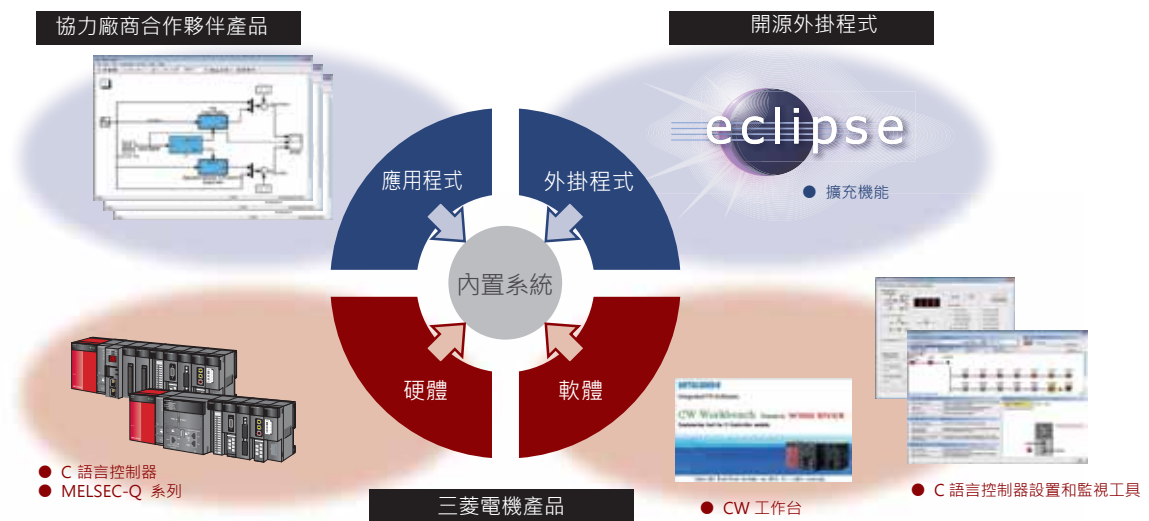 協力廠商合作夥伴產品
開源外掛程式
eclipse
● 擴充機能
應用程式
外掛程式
內置系統
硬體
軟體
● C 語言控制器
● MELSEC-Q 系列
三菱電機產品
MITSUBISHI
CW Workbench
WIND RIVER
● CW 工作台
● C 語言控制器設置和監視工具